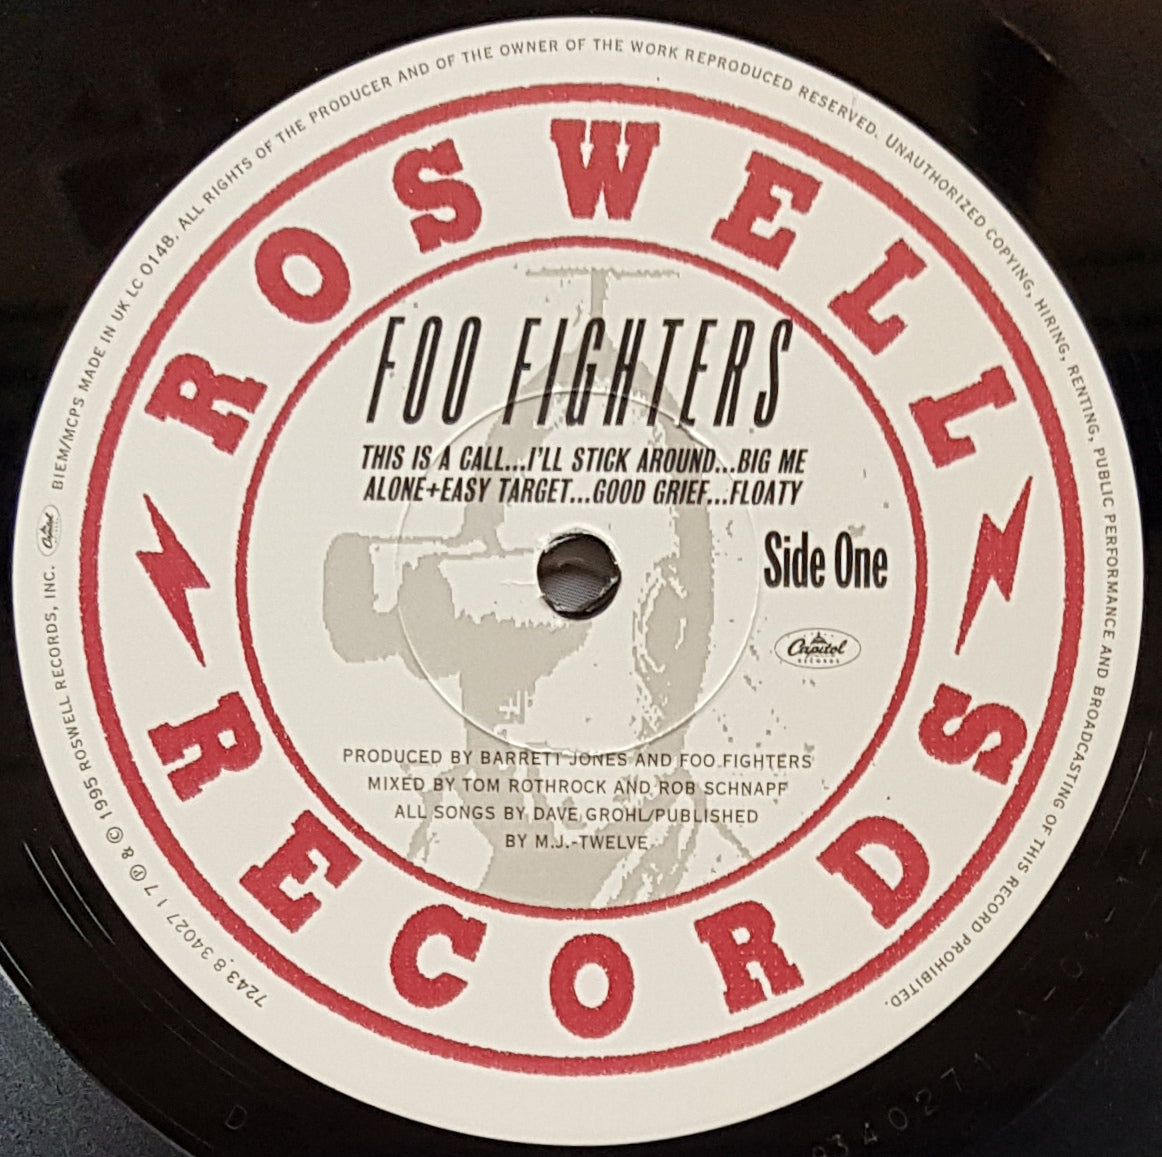 ROSWELL
RECORDS
FOO FIGHTERS
THIS IS A CALL...I'LL STICK AROUND...BIG ME
ALONE+EASY TARGET...GOOD GRIEF...FLOATY
Side One
Capitol
RECORDS
PRODUCED BY BARRETT JONES AND FOO FIGHTERS
MIXED BY TOM ROTHROCK AND ROB SCHNAPF
ALL SONGS BY DAVE GROHL/PUBLISHED
BY M.J.-TWELVE
7243 8 34027 1 7 ℗ & © 1995 ROSWELL RECORDS, INC. Capitol BIEM/MCPS MADE IN UK LC 0148. ALL RIGHTS OF THE PRODUCER AND OF THE OWNER OF THE WORK REPRODUCED RESERVED. UNAUTHORIZED COPYING, HIRING, RENTING, PUBLIC PERFORMANCE AND BROADCASTING OF THIS RECORD PROHIBITED.
D
8340271 A-0